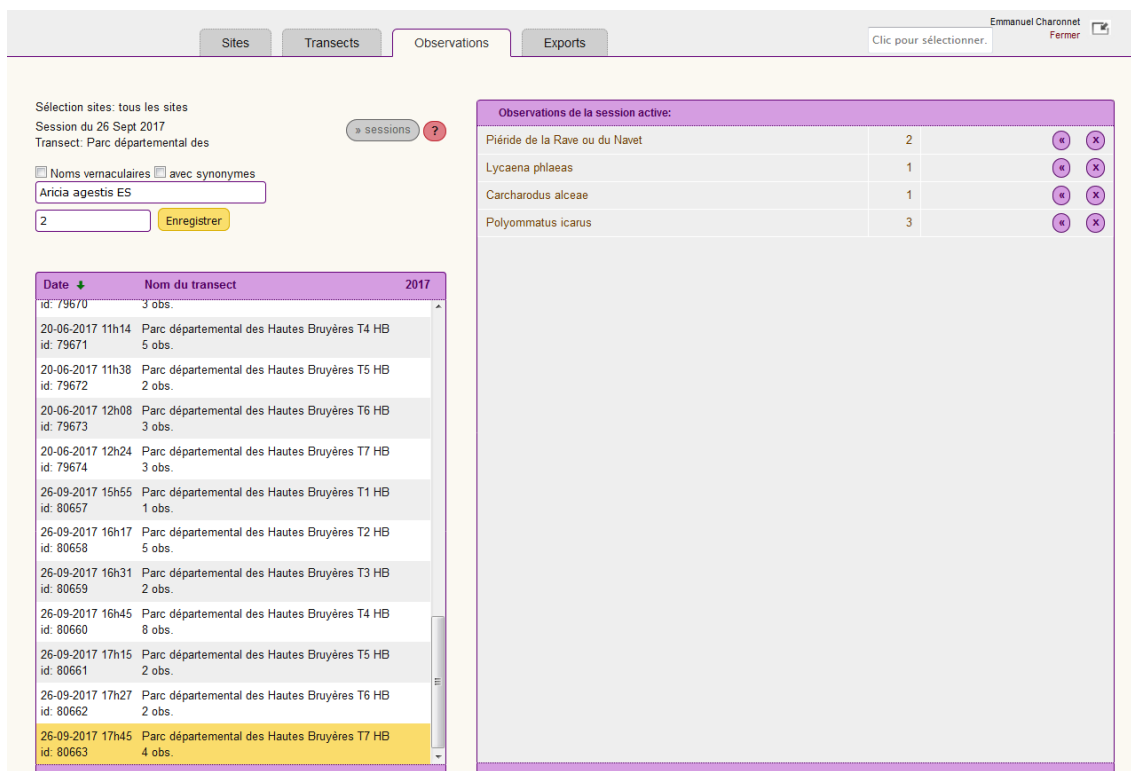 Emmanuel Charonnet
Fermer
Sites Transects Observations Exports
Clic pour sélectionner.
Sélection sites: tous les sites
Session du 26 Sept 2017
Transect: Parc départemental des
» sessions ?
Noms vernaculaires avec synonymes
Aricia agestis ES
2 Enregistrer
Date Nom du transect 2017
id: 79670 3 obs.
20-06-2017 11h14 Parc départemental des Hautes Bruyères T4 HB
id: 79671 5 obs.
20-06-2017 11h38 Parc départemental des Hautes Bruyères T5 HB
id: 79672 2 obs.
20-06-2017 12h08 Parc départemental des Hautes Bruyères T6 HB
id: 79673 3 obs.
20-06-2017 12h24 Parc départemental des Hautes Bruyères T7 HB
id: 79674 3 obs.
26-09-2017 15h55 Parc départemental des Hautes Bruyères T1 HB
id: 80657 1 obs.
26-09-2017 16h17 Parc départemental des Hautes Bruyères T2 HB
id: 80658 5 obs.
26-09-2017 16h31 Parc départemental des Hautes Bruyères T3 HB
id: 80659 2 obs.
26-09-2017 16h45 Parc départemental des Hautes Bruyères T4 HB
id: 80660 8 obs.
26-09-2017 17h15 Parc départemental des Hautes Bruyères T5 HB
id: 80661 2 obs.
26-09-2017 17h27 Parc départemental des Hautes Bruyères T6 HB
id: 80662 2 obs.
26-09-2017 17h45 Parc départemental des Hautes Bruyères T7 HB
id: 80663 4 obs.
Observations de la session active:
Piéride de la Rave ou du Navet 2 « x
Lycaena phlaeas 1 « x
Carcharodus alceae 1 « x
Polyommatus icarus 3 « x